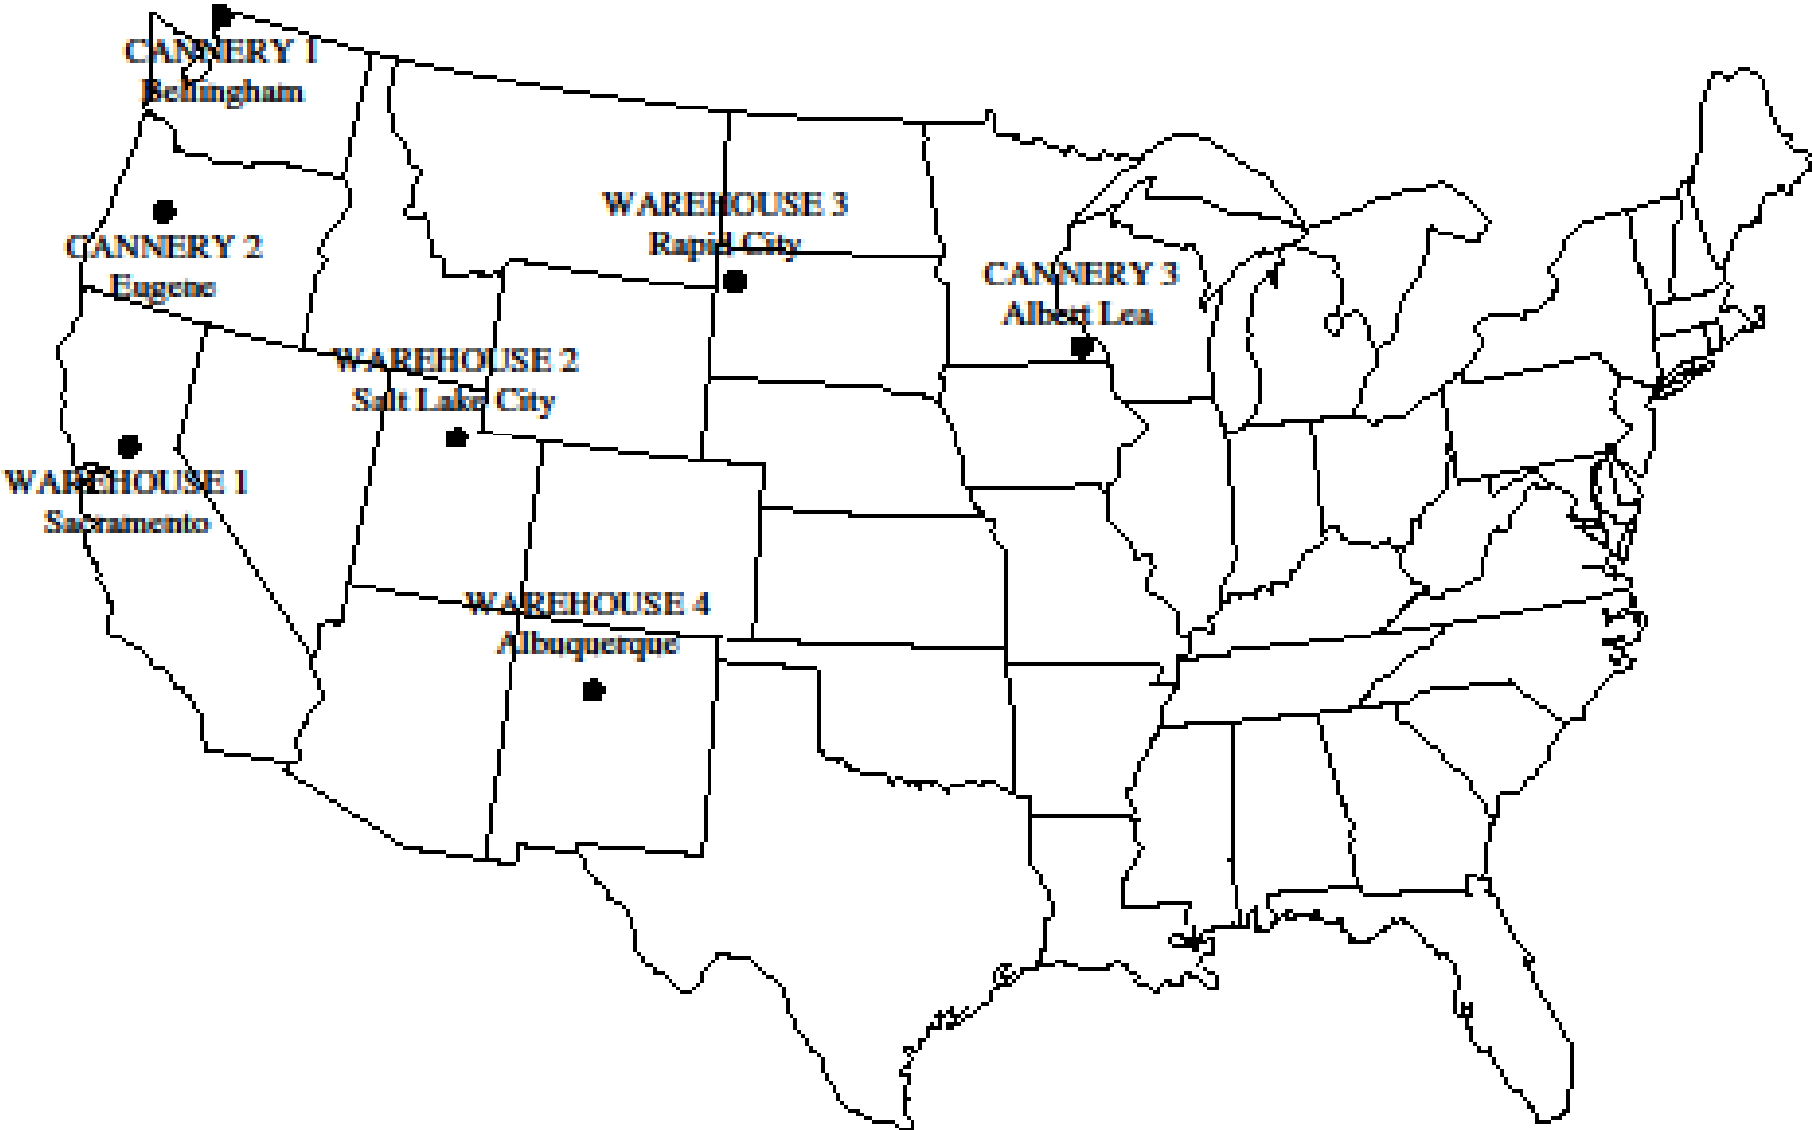 CANNERY 1
Bellingham
WAREHOUSE 3
Rapid City
CANNERY 2
Eugene
CANNERY 3
Albert Lea
WAREHOUSE 2
Salt Lake City
WAREHOUSE 1
Sacramento
WAREHOUSE 4
Albuquerque